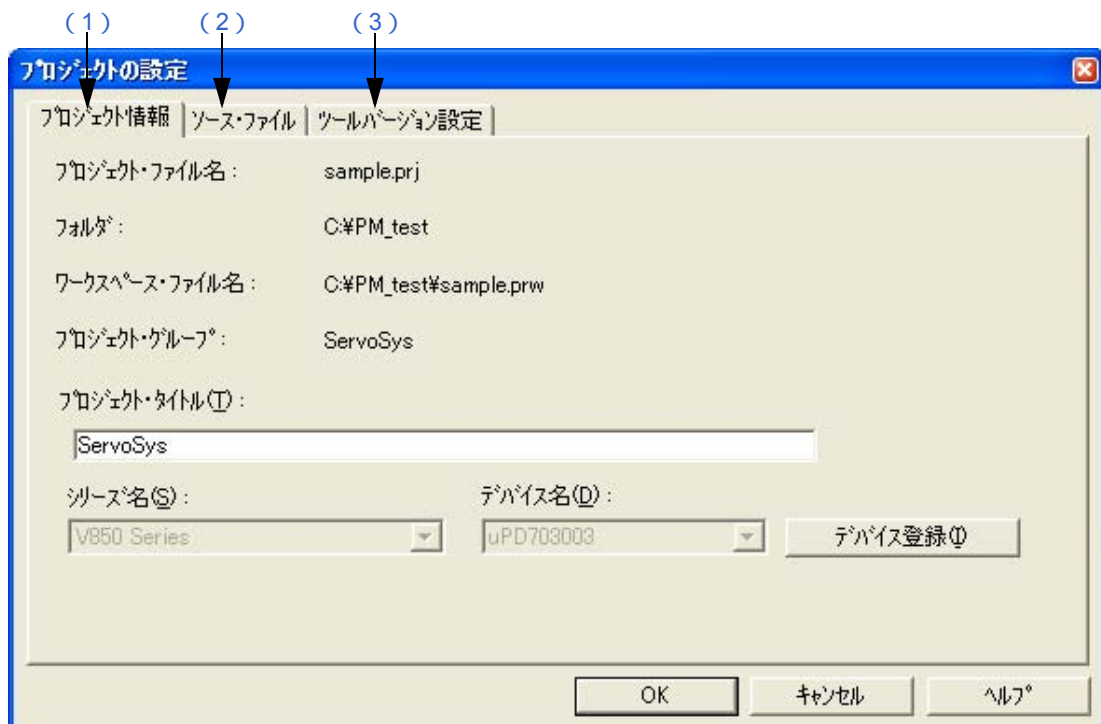 (1) (2) (3)
プロジェクトの設定
プロジェクト情報 ソース・ファイル ツールバージョン設定
プロジェクト・ファイル名: sample.prj
フォルダ: C:¥PM_test
ワークスペース・ファイル名: C:¥PM_test¥sample.prw
プロジェクト・グループ: ServoSys
プロジェクト・タイトル(T):
ServoSys
シリーズ名(S): デバイス名(D):
V850 Series uPD703003 デバイス登録(I)
OK キャンセル ヘルプ